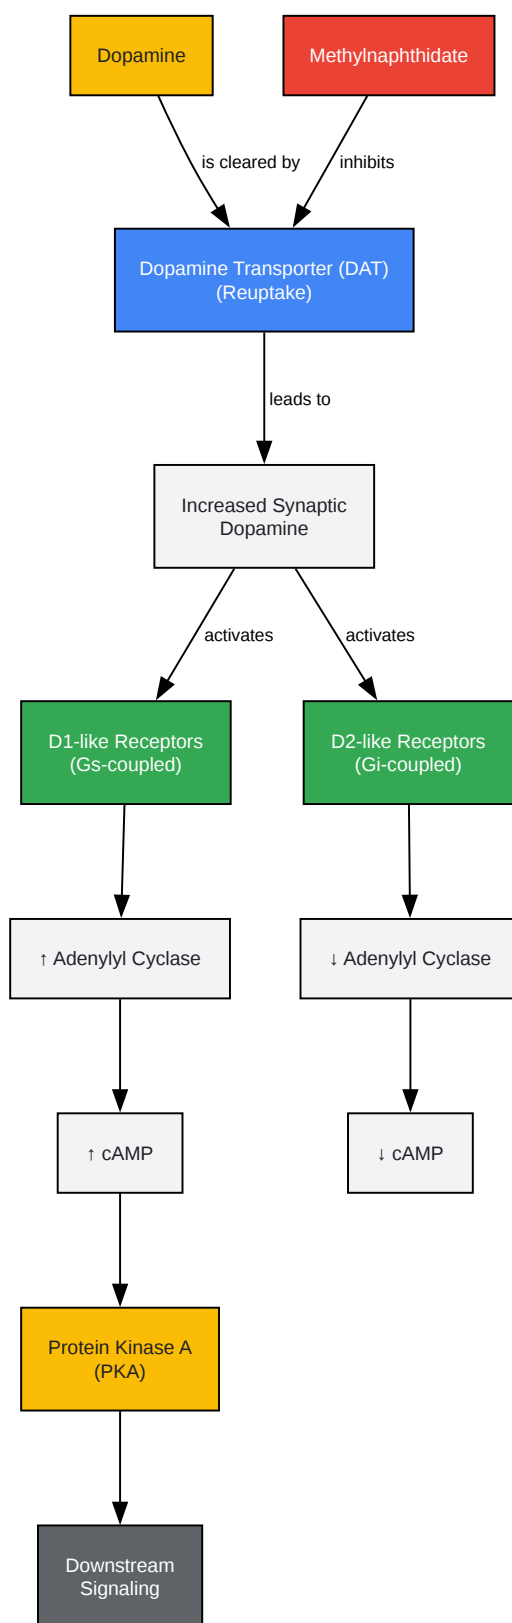 Dopamine
Methylnaphthidate
is cleared by
inhibits
Dopamine Transporter (DAT)
(Reuptake)
leads to
Increased Synaptic
Dopamine
activates
activates
D1-like Receptors
(Gs-coupled)
D2-like Receptors
(Gi-coupled)
↑ Adenylyl Cyclase
↓ Adenylyl Cyclase
↑ cAMP
↓ cAMP
Protein Kinase A
(PKA)
Downstream
Signaling